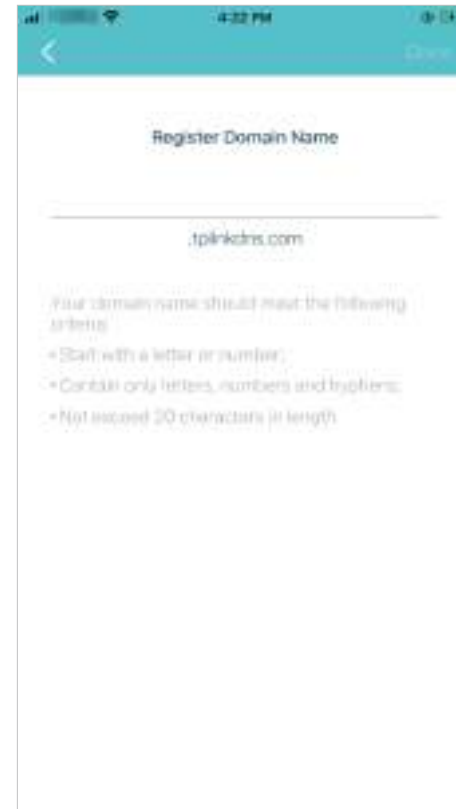 4:22 PM
Register Domain Name
.tplinkdns.com
Your domain name should meet the following
criteria:
• Start with a letter or number;
• Contain only letters, numbers and hyphens;
• Not exceed 20 characters in length